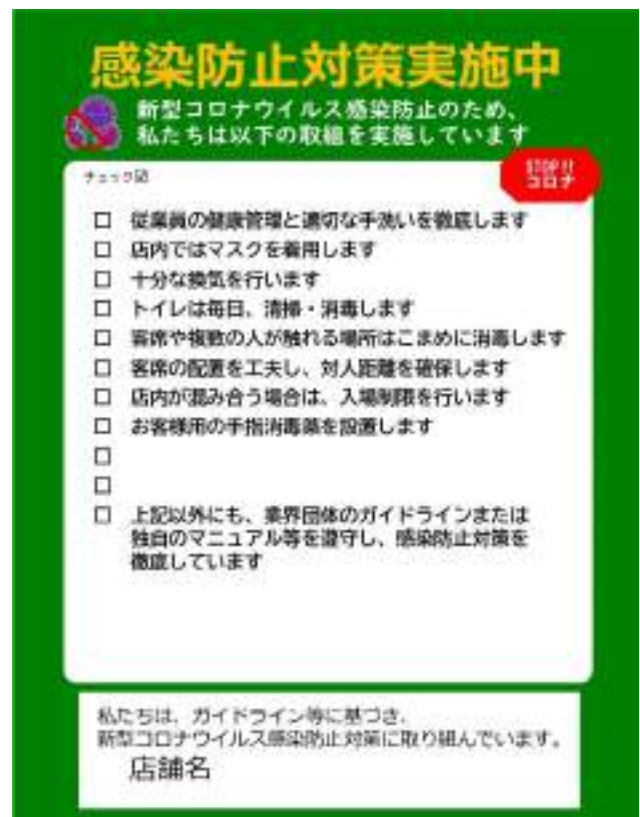 感染防止対策実施中
新型コロナウイルス感染防止のため、
私たちは以下の取組を実施しています
STOP!!
コロナ
チェック☑
□ 従業員の健康管理と適切な手洗いを徹底します
□ 店内ではマスクを着用します
□ 十分な換気を行います
□ トイレは毎日、清掃・消毒します
□ 客席や複数の人が触れる場所はこまめに消毒します
□ 客席の配置を工夫し、対人距離を確保します
□ 店内が混み合う場合は、入場制限を行います
□ お客様用の手指消毒薬を設置します
□
□
□ 上記以外にも、業界団体のガイドラインまたは
独自のマニュアル等を遵守し、感染防止対策を
徹底しています
私たちは、ガイドライン等に基づき、
新型コロナウイルス感染防止対策に取り組んでいます。
店舗名